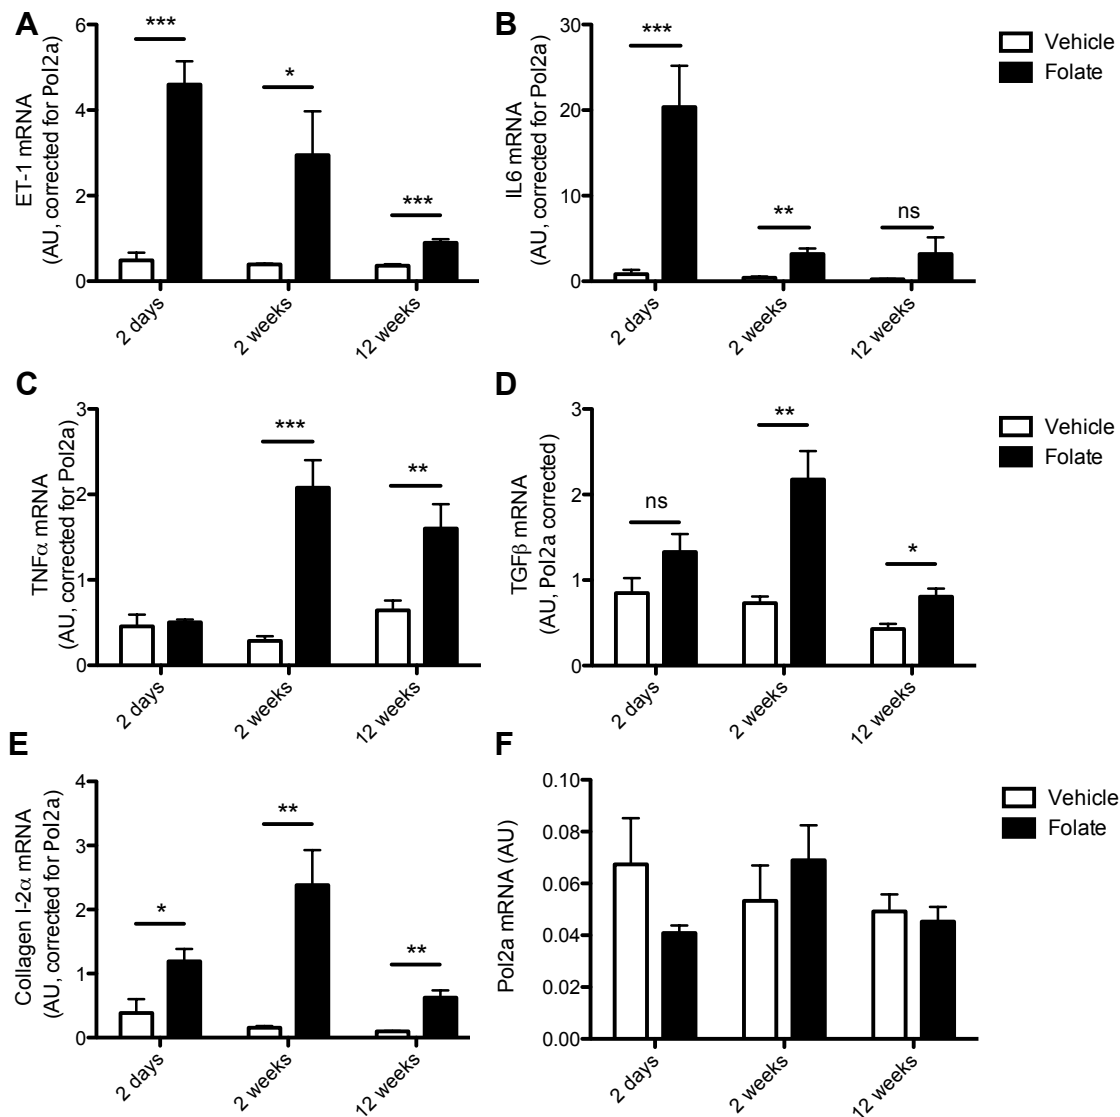 A
ET-1 mRNA
(AU, corrected for Pol2a)
6
4
2
0
***
*
***
2 days
2 weeks
12 weeks
B
IL6 mRNA
(AU, corrected for Pol2a)
30
20
10
0
***
**
ns
2 days
2 weeks
12 weeks
Vehicle
Folate
C
TNFα mRNA
(AU, corrected for Pol2a)
3
2
1
0
***
**
2 days
2 weeks
12 weeks
D
TGFβ mRNA
(AU, Pol2a corrected)
3
2
1
0
ns
**
*
2 days
2 weeks
12 weeks
Vehicle
Folate
E
Collagen I-2α mRNA
(AU, corrected for Pol2a)
4
3
2
1
0
*
**
**
2 days
2 weeks
12 weeks
F
Pol2a mRNA (AU)
0.10
0.08
0.06
0.04
0.02
0.00
2 days
2 weeks
12 weeks
Vehicle
Folate